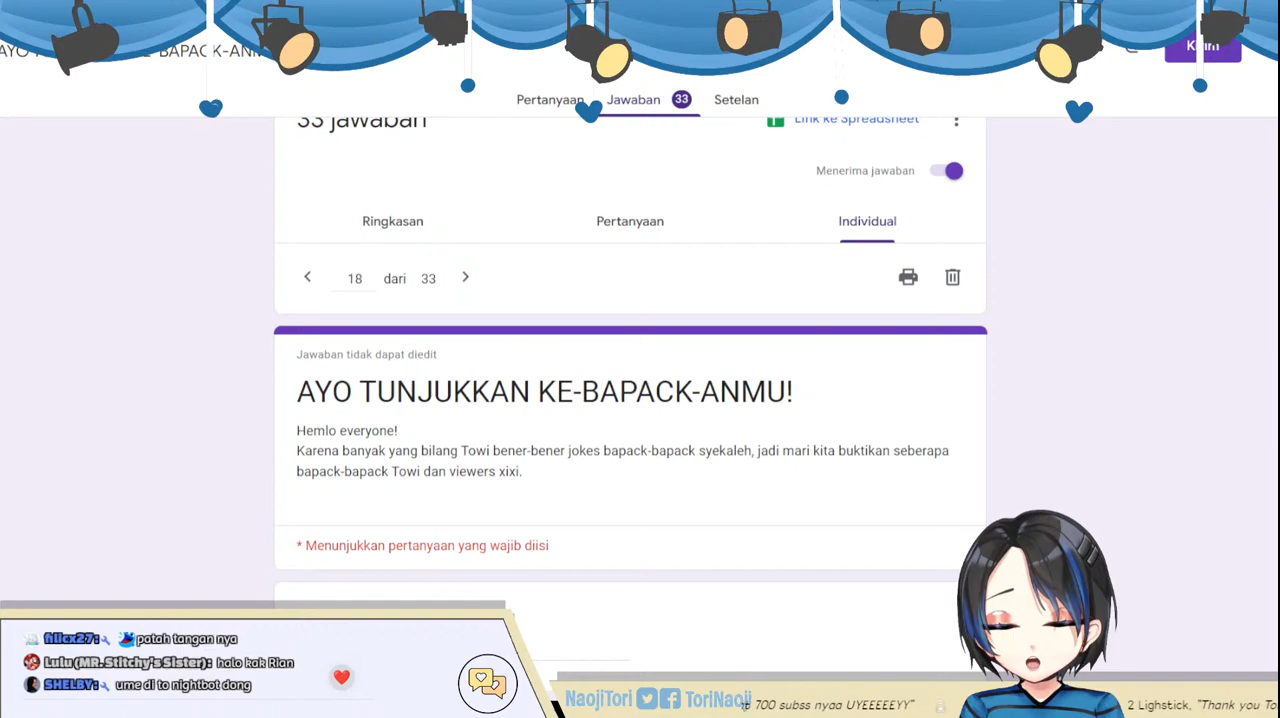 Pertanyaan Jawaban 33 Setelan
33 jawaban
Link ke Spreadsheet
Menerima jawaban
Ringkasan Pertanyaan Individual
18 dari 33
Jawaban tidak dapat diedit
AYO TUNJUKKAN KE-BAPACK-ANMU!
Hemlo everyone!
Karena banyak yang bilang Towi bener-bener jokes bapack-bapack syekaleh, jadi mari kita buktikan seberapa
bapack-bapack Towi dan viewers xixi.
* Menunjukkan pertanyaan yang wajib diisi
patah tangan nya
Lulu (MR.Stitchy'sSister): halo kak Rian
SHELBY: ume dl to nightbot dong
NaojiTori ToriNaoji
700 subss nyaa UYEEEEEYY"
2 Lighstick, "Thank you To